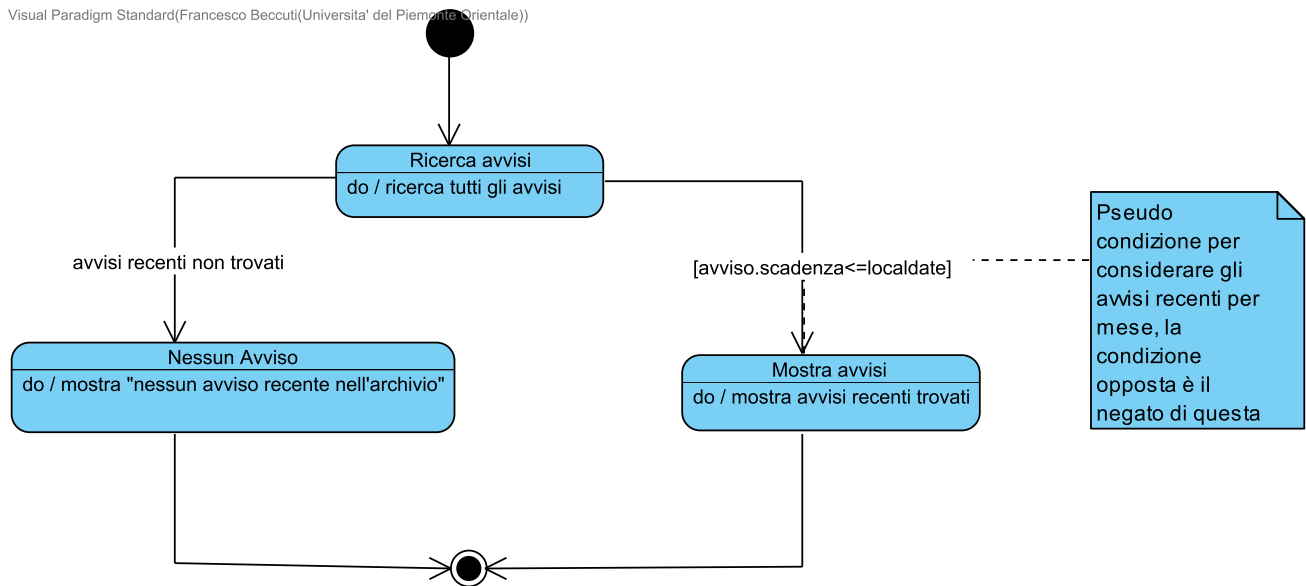 Visual Paradigm Standard(Francesco Beccuti(Universita' del Piemonte Orientale))
Ricerca avvisi
do / ricerca tutti gli avvisi
avvisi recenti non trovati
[avviso.scadenza<=localdate]
Pseudo
condizione per
considerare gli
avvisi recenti per
mese, la
condizione
opposta è il
negato di questa
Nessun Avviso
do / mostra "nessun avviso recente nell'archivio"
Mostra avvisi
do / mostra avvisi recenti trovati